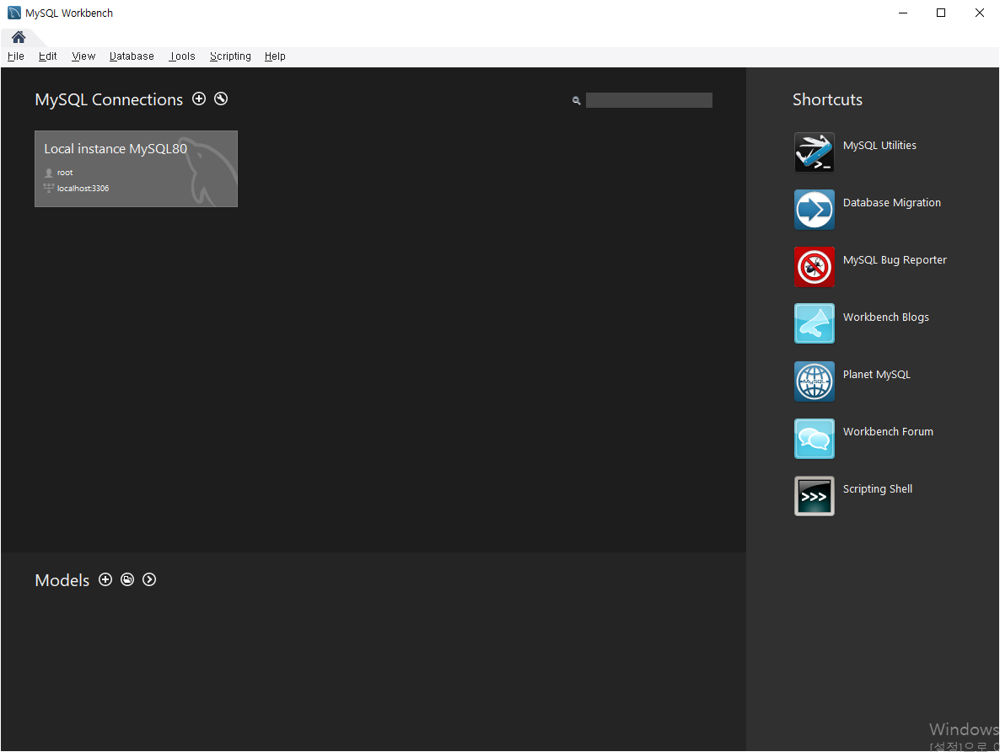 MySQL Workbench
File Edit View Database Tools Scripting Help
MySQL Connections
Local instance MySQL80
root
localhost:3306
Shortcuts
MySQL Utilities
Database Migration
MySQL Bug Reporter
Workbench Blogs
MySQL
Planet MySQL
Workbench Forum
>>>
Scripting Shell
Models
Windows
[설정]으로